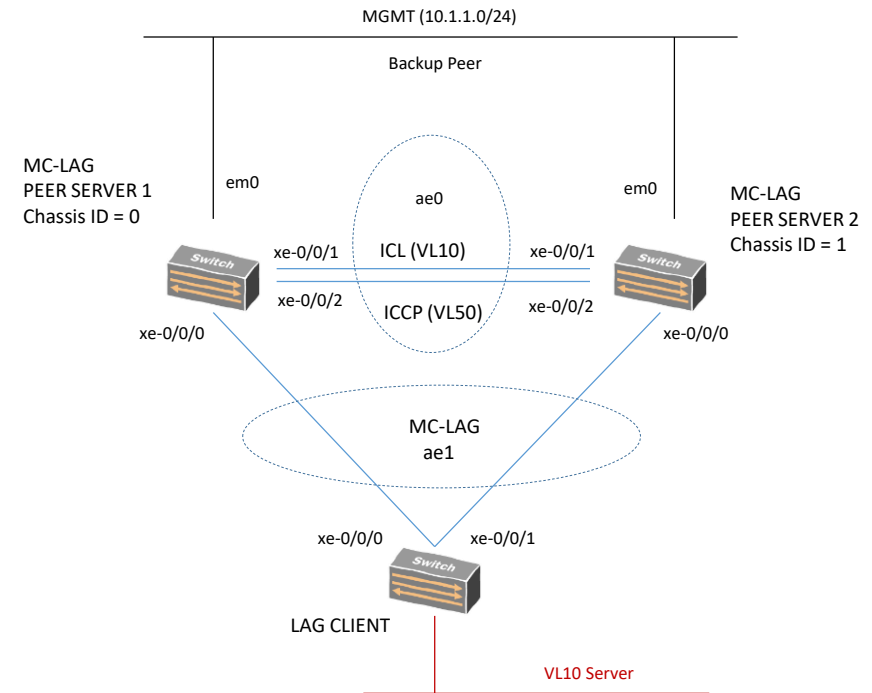 MGMT (10.1.1.0/24)
Backup Peer
MC-LAG
PEER SERVER 1
Chassis ID = 0
em0
ae0
em0
MC-LAG
PEER SERVER 2
Chassis ID = 1
Switch
xe-0/0/1
ICL (VL10)
xe-0/0/1
Switch
xe-0/0/2
ICCP (VL50)
xe-0/0/2
xe-0/0/0
xe-0/0/0
MC-LAG
ae1
xe-0/0/0
xe-0/0/1
Switch
LAG CLIENT
VL10 Server